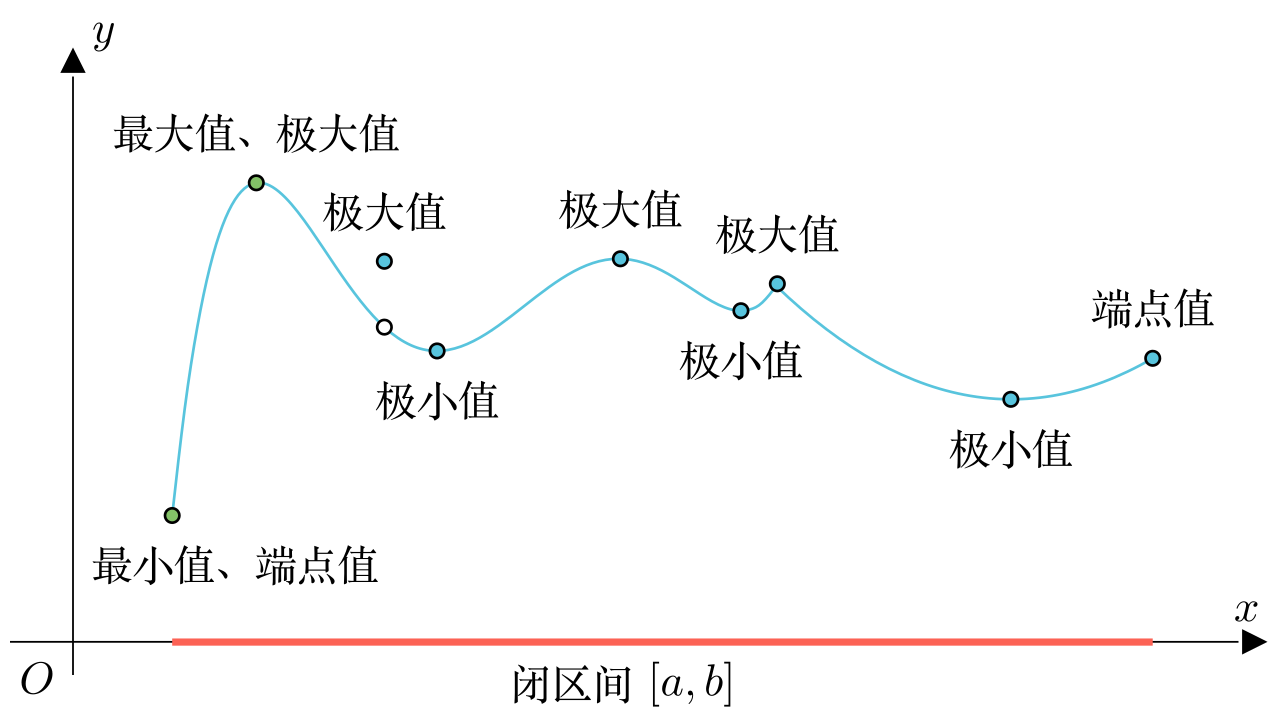 y
最大值、极大值
极大值
极大值
极大值
端点值
极小值
极小值
极小值
最小值、端点值
x
O
闭区间 [a, b]